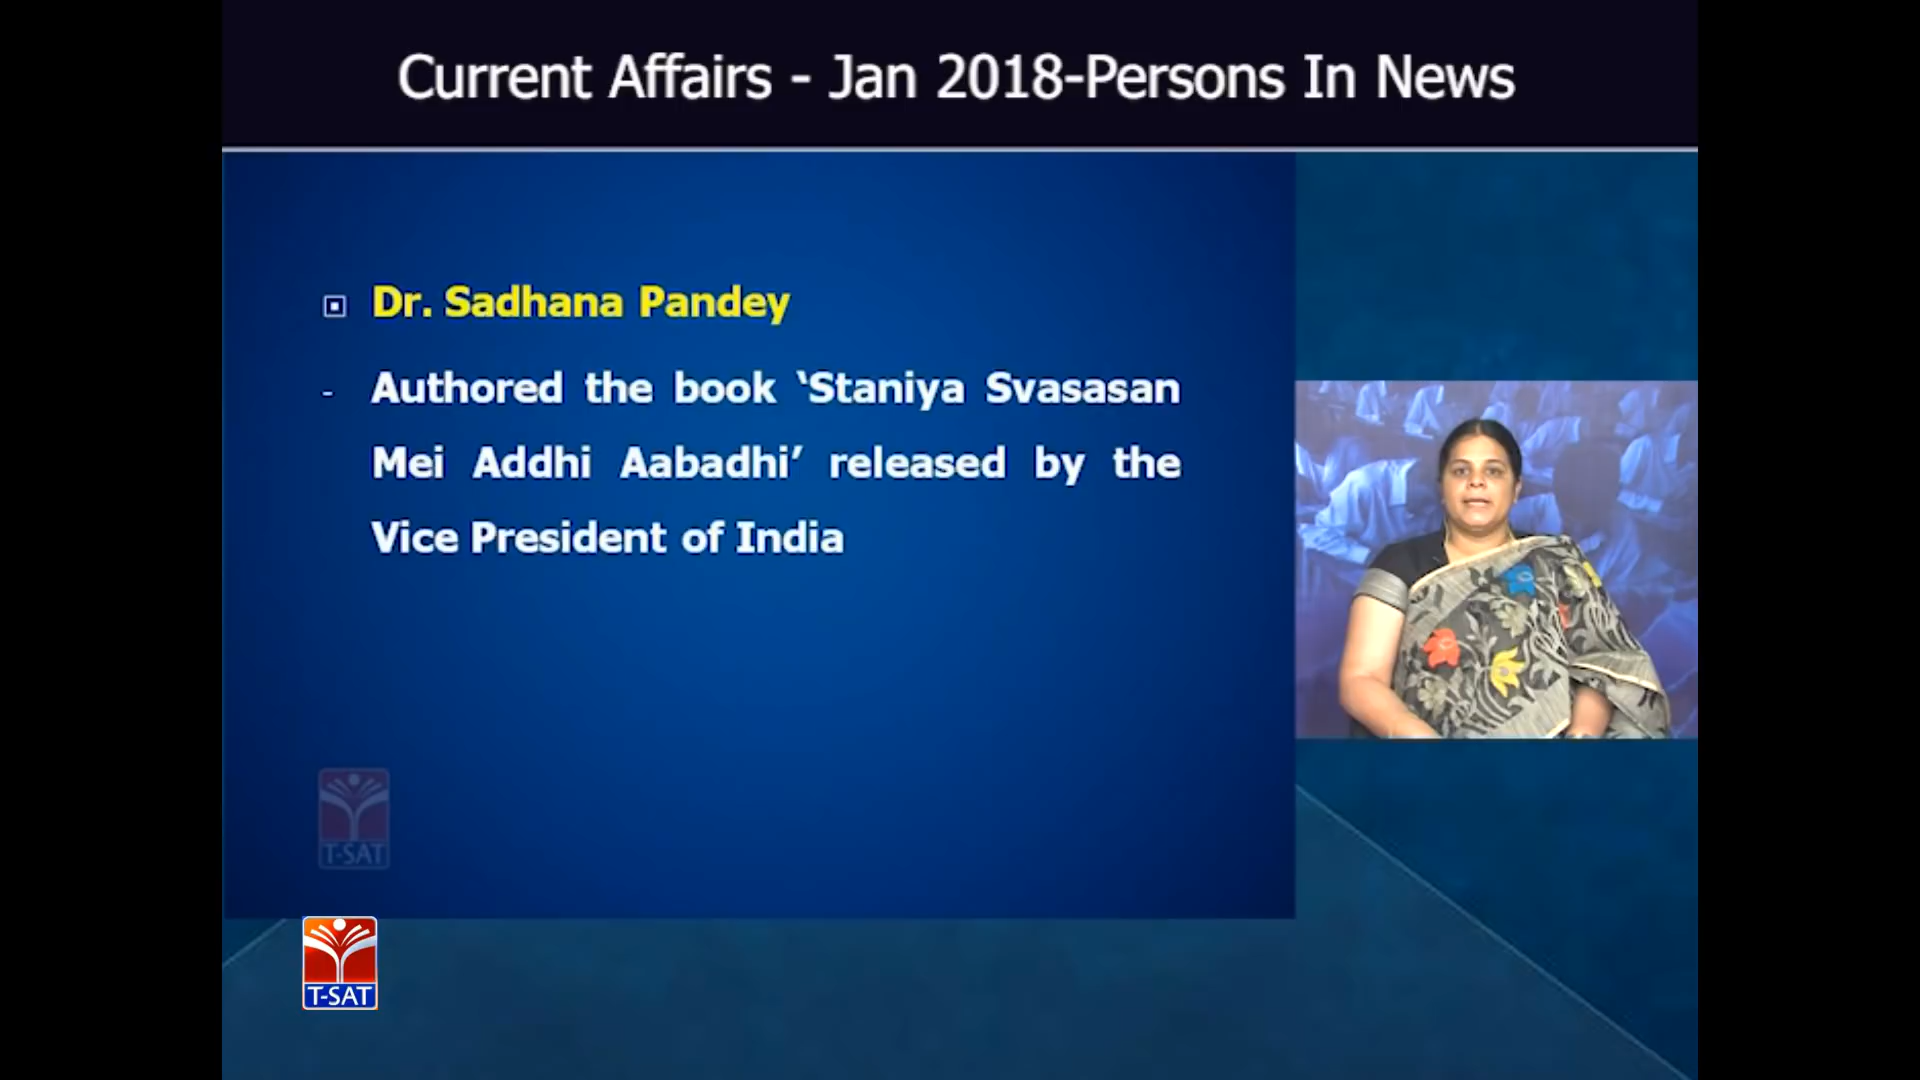 Current Affairs - Jan 2018-Persons In News
Dr. Sadhana Pandey
- Authored the book ‘Staniya Svasasan
Mei Addhi Aabadhi’ released by the
Vice President of India
T-SAT
T-SAT